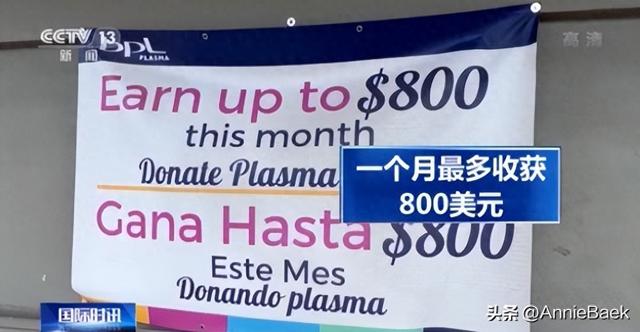 CCTV 13
新闻
高清
BPL
PLASMA
Earn up to $800
this month
Donate Plasma
一个月最多收获
800美元
Gana Hasta $800
Este Mes
Donando plasma
国际时讯
头条 @AnnieBaek